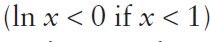 (ln x < 0 if x < 1)